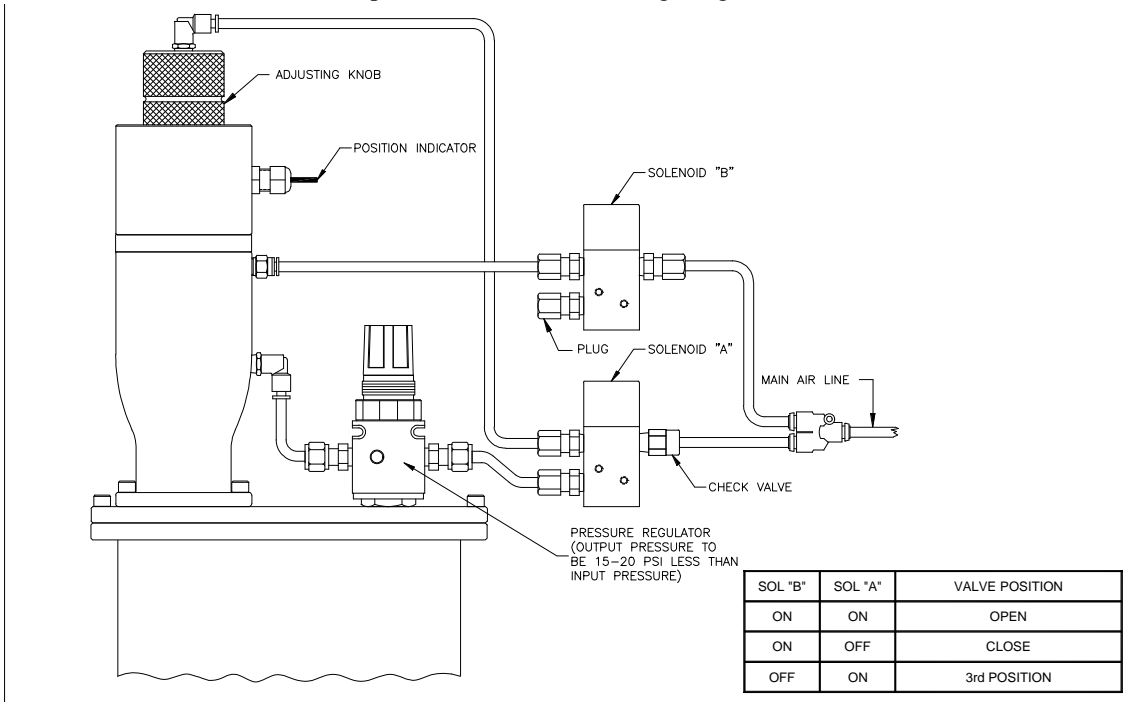 ADJUSTING KNOB
POSITION INDICATOR
SOLENOID "B"
PLUG
SOLENOID "A"
MAIN AIR LINE
CHECK VALVE
PRESSURE REGULATOR
(OUTPUT PRESSURE TO
BE 15-20 PSI LESS THAN
INPUT PRESSURE)
SOL "B" SOL "A" VALVE POSITION
ON ON OPEN
ON OFF CLOSE
OFF ON 3rd POSITION